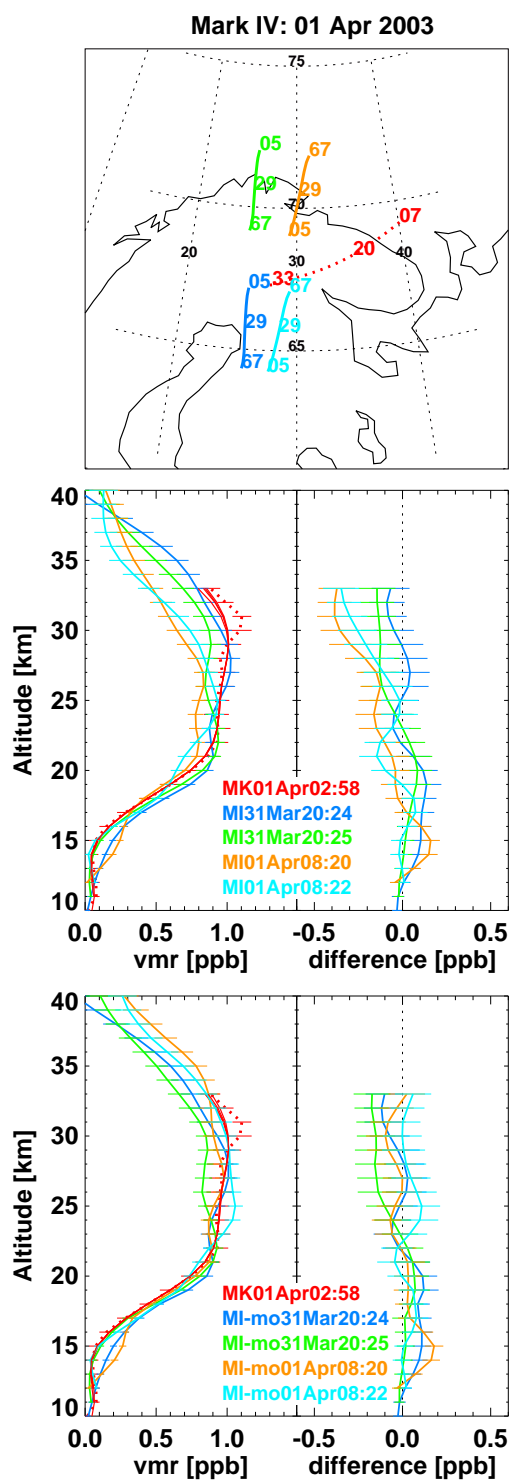 Mark IV: 01 Apr 2003
75
05
67
29
29
70
07
67
05
20
20
30
40
33
05
67
29
29
65
67
05
40
35
30
25
20
15
10
Altitude [km]
MK01Apr02:58
MI31Mar20:24
MI31Mar20:25
MI01Apr08:20
MI01Apr08:22
0.0 0.5 1.0 -0.5 0.0 0.5
vmr [ppb] difference [ppb]
40
35
30
25
20
15
10
Altitude [km]
MK01Apr02:58
MI-mo31Mar20:24
MI-mo31Mar20:25
MI-mo01Apr08:20
MI-mo01Apr08:22
0.0 0.5 1.0 -0.5 0.0 0.5
vmr [ppb] difference [ppb]